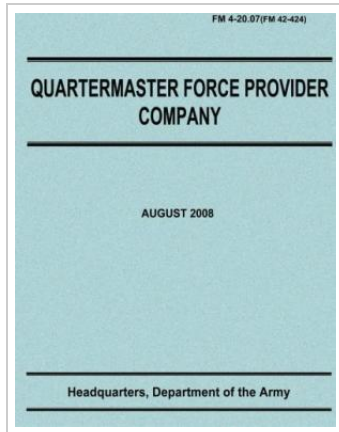 FM 4-20.07(FM 42-424)
QUARTERMASTER FORCE PROVIDER
COMPANY
AUGUST 2008
Headquarters, Department of the Army